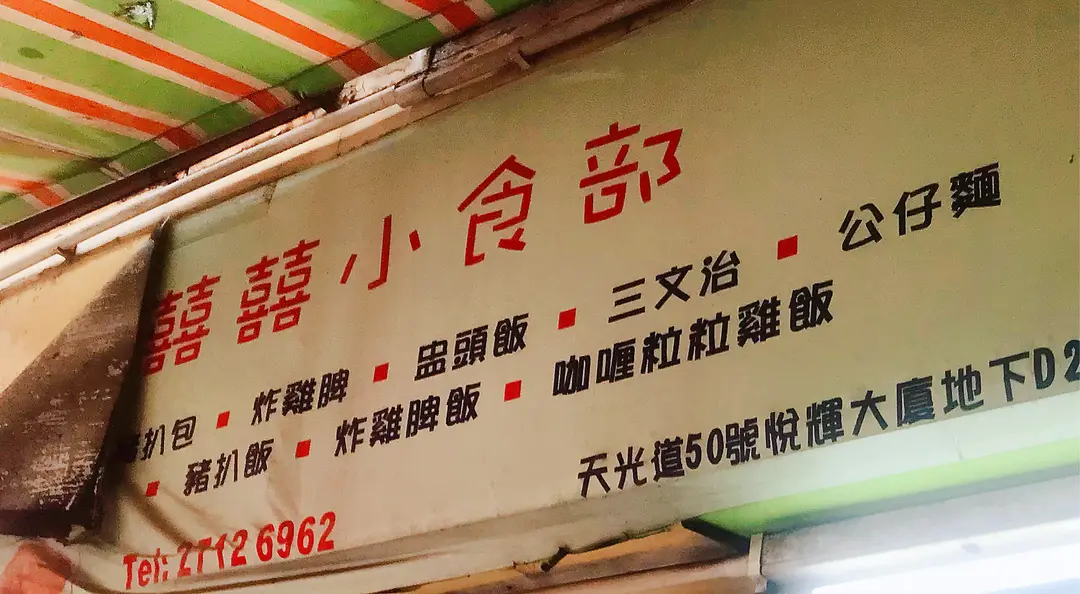 囍囍小食部
豬扒包 ▪ 炸雞脾 ▪ 盅頭飯 ▪ 三文治 ▪ 公仔麵
▪ 豬扒飯 ▪ 炸雞脾飯 ▪ 咖喱粒粒雞飯
天光道50號悅輝大廈地下D2
Tel: 2712 6962